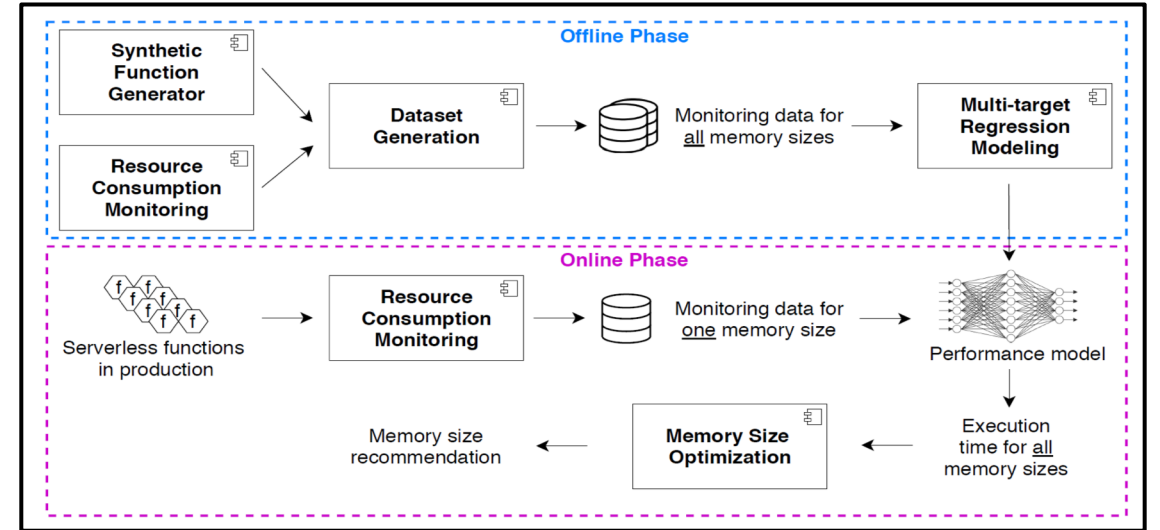 Offline Phase
Synthetic
Function
Generator
Resource
Consumption
Monitoring
Dataset
Generation
Monitoring data for
all memory sizes
Multi-target
Regression
Modeling
Online Phase
f f
f f f
f f f
f f
Serverless functions
in production
Resource
Consumption
Monitoring
Monitoring data for
one memory size
Performance model
Execution
time for all
memory sizes
Memory Size
Optimization
Memory size
recommendation